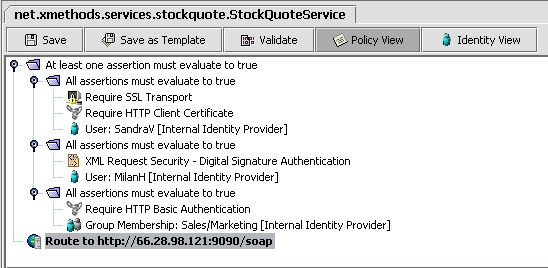 net.xmethods.services.stockquote.StockQuoteService
Save Save as Template Validate Policy View Identity View
At least one assertion must evaluate to true
All assertions must evaluate to true
Require SSL Transport
Require HTTP Client Certificate
User: SandraV [Internal Identity Provider]
All assertions must evaluate to true
XML Request Security - Digital Signature Authentication
User: MilanH [Internal Identity Provider]
All assertions must evaluate to true
Require HTTP Basic Authentication
Group Membership: Sales/Marketing [Internal Identity Provider]
Route to http://66.28.98.121:9090/soap